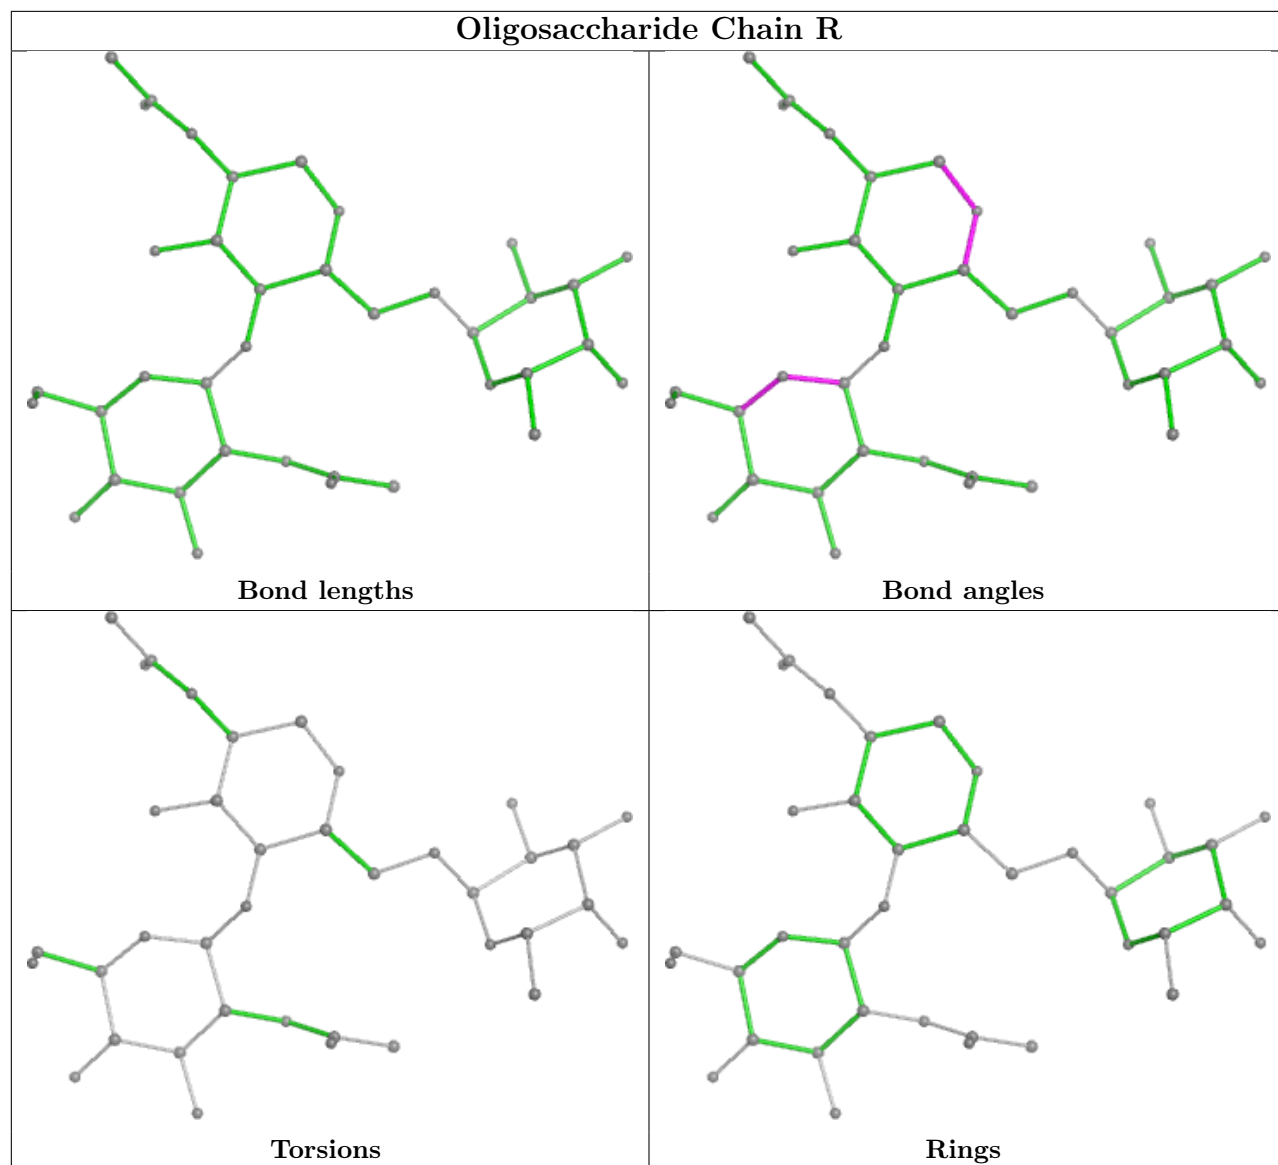 Oligosaccharide Chain R
Bond lengths
Bond angles
Torsions
Rings